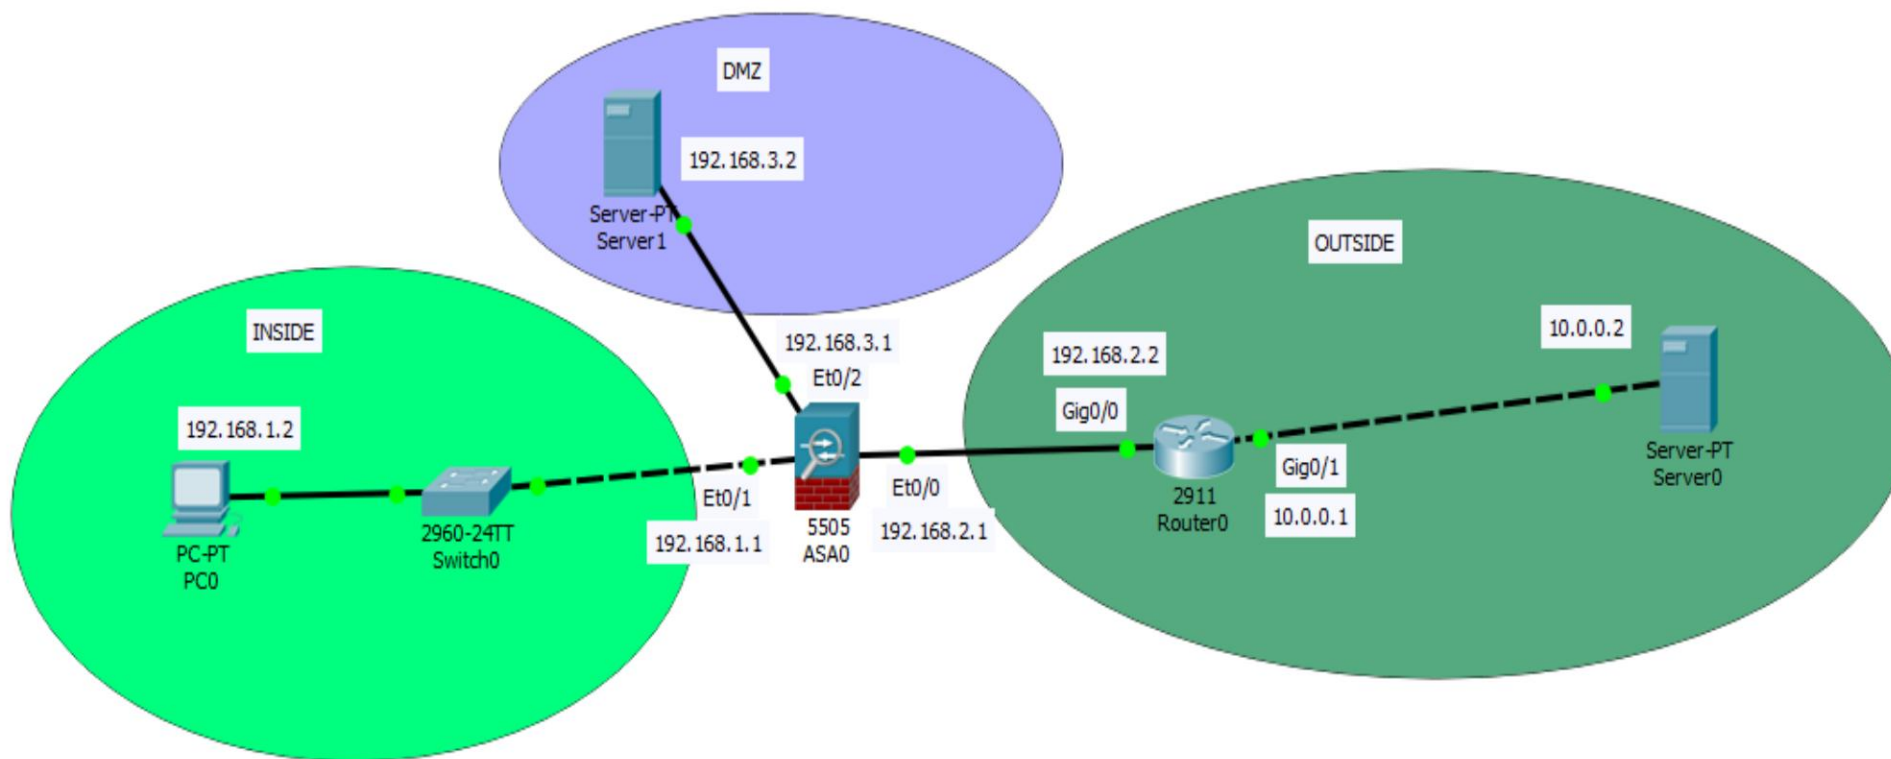 DMZ
192.168.3.2
Server-PT
Server1
OUTSIDE
INSIDE
192.168.3.1
Et0/2
192.168.2.2
Gig0/0
10.0.0.2
192.168.1.2
PC-PT
PC0
2960-24TT
Switch0
Et0/1
192.168.1.1
5505
ASA0
Et0/0
192.168.2.1
2911
Router0
Gig0/1
10.0.0.1
Server-PT
Server0